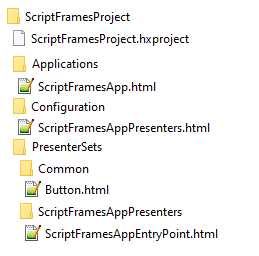 ScriptFramesProject
ScriptFramesProject.hxproject
Applications
ScriptFramesApp.html
Configuration
ScriptFramesAppPresenters.html
PresenterSets
Common
Button.html
ScriptFramesAppPresenters
ScriptFramesAppEntryPoint.html